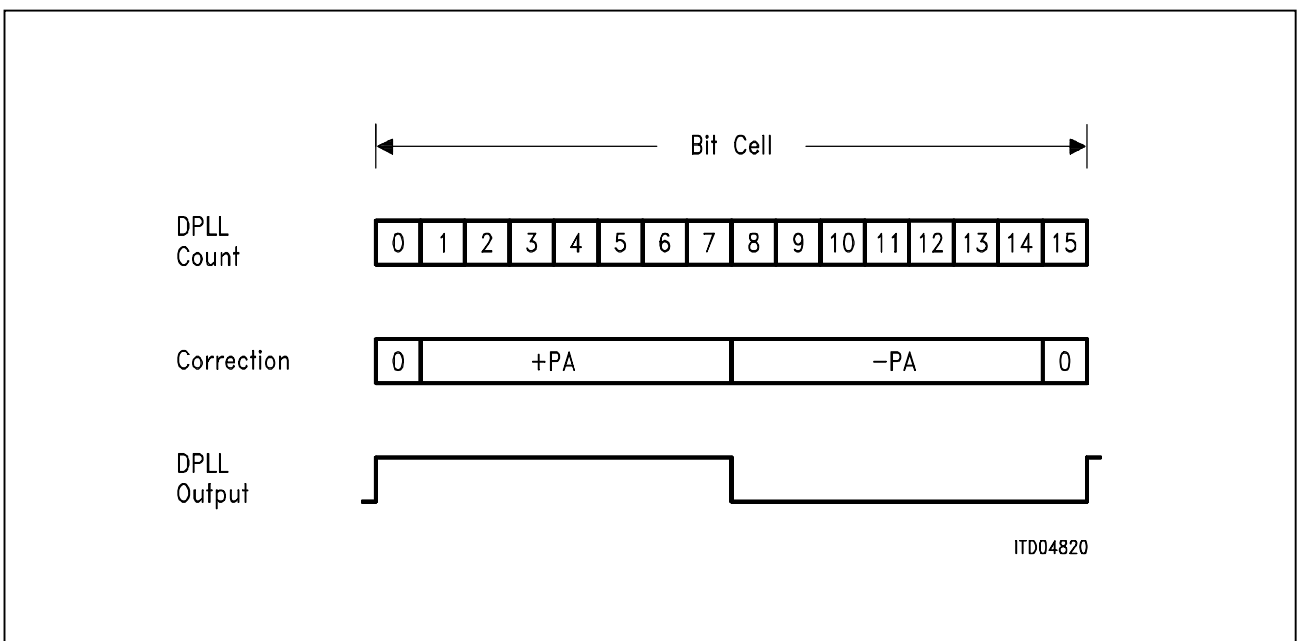 Bit Cell
DPLL
Count
0 1 2 3 4 5 6 7 8 9 10 11 12 13 14 15
Correction
0 +PA -PA 0
DPLL
Output
ITD04820